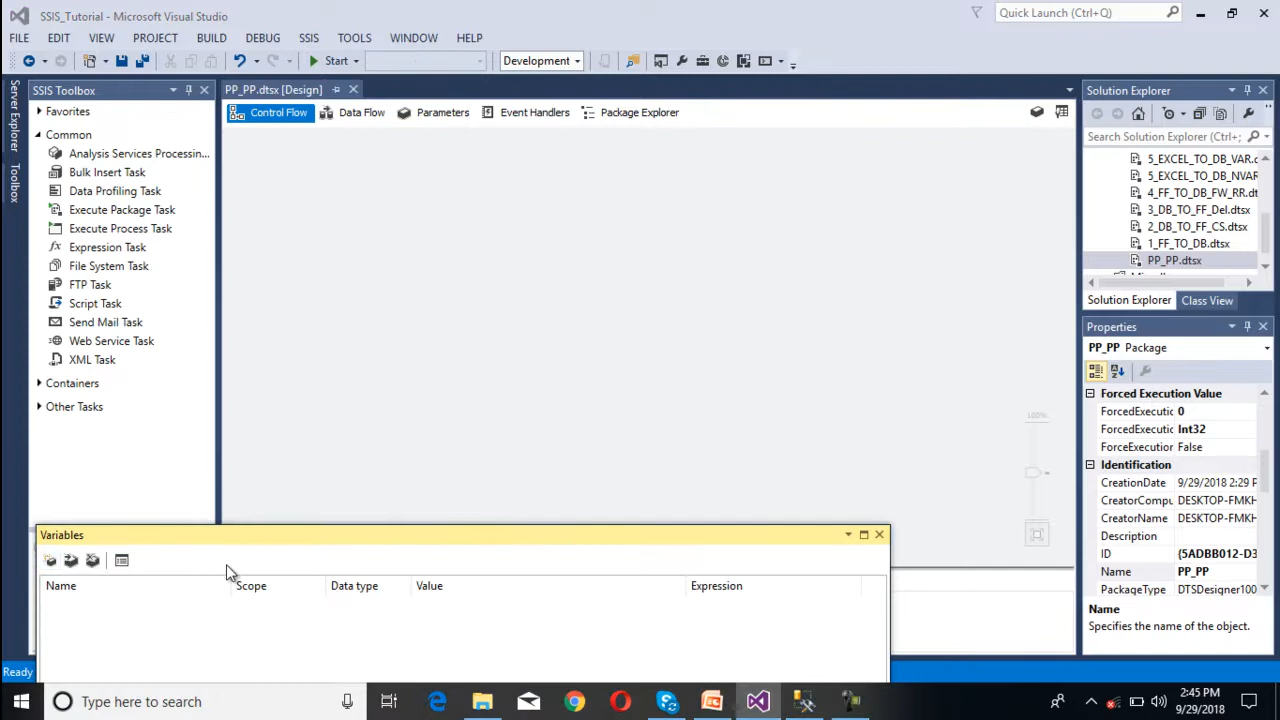 SSIS_Tutorial - Microsoft Visual Studio
Quick Launch (Ctrl+Q)
FILE EDIT VIEW PROJECT BUILD DEBUG SSIS TOOLS WINDOW HELP
Start
Development
Server Explorer
Toolbox
SSIS Toolbox
Favorites
Common
Analysis Services Processin...
Bulk Insert Task
Data Profiling Task
Execute Package Task
Execute Process Task
fx Expression Task
File System Task
FTP Task
Script Task
Send Mail Task
Web Service Task
XML Task
Containers
Other Tasks
PP_PP.dtsx [Design]
Control Flow Data Flow Parameters Event Handlers Package Explorer
100%
Solution Explorer
Search Solution Explorer (Ctrl+;
5_EXCEL_TO_DB_VAR.d
5_EXCEL_TO_DB_NVAR
4_FF_TO_DB_FW_RR.dt
3_DB_TO_FF_Del.dtsx
2_DB_TO_FF_CS.dtsx
1_FF_TO_DB.dtsx
PP_PP.dtsx
Solution Explorer Class View
Properties
PP_PP Package
Forced Execution Value
ForcedExecutic 0
ForcedExecutic Int32
ForceExecution False
Identification
CreationDate 9/29/2018 2:29 P
CreatorCompu DESKTOP-FMKH
CreatorName DESKTOP-FMKH
Description
ID {5ADBB012-D3
Name PP_PP
PackageType DTSDesigner100
Name
Specifies the name of the object.
Variables
Name Scope Data type Value Expression
Ready
Type here to search
2:45 PM
9/29/2018